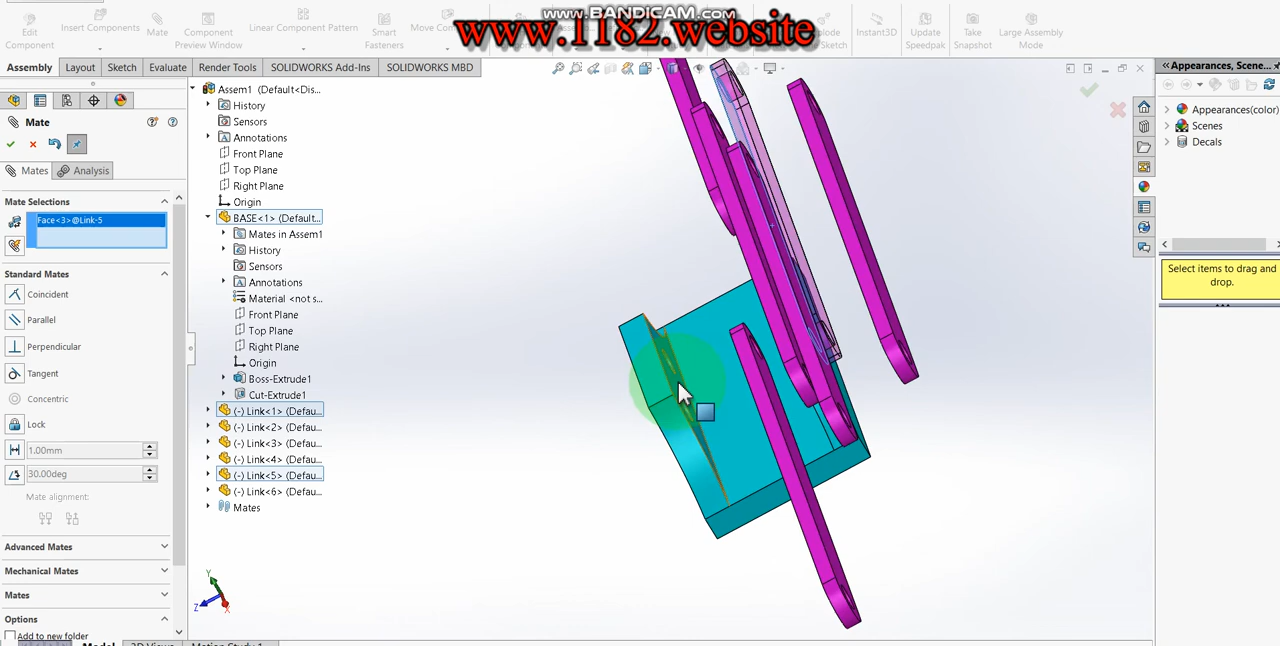 www.BANDICAM.com
www.1182.website
Edit Component
Insert Components
Mate
Component Preview Window
Linear Component Pattern
Smart Fasteners
Move Co
Instant3D
Update Speedpak
Take Snapshot
Large Assembly Mode
Assembly
Layout
Sketch
Evaluate
Render Tools
SOLIDWORKS Add-Ins
SOLIDWORKS MBD
Mate
Mates
Analysis
Mate Selections
Face<3>@Link-5
Standard Mates
Coincident
Parallel
Perpendicular
Tangent
Concentric
Lock
1.00mm
30.00deg
Mate alignment:
Advanced Mates
Mechanical Mates
Mates
Options
Add to new folder
Assem1 (Default<Dis...
History
Sensors
Annotations
Front Plane
Top Plane
Right Plane
Origin
BASE<1> (Default...
Mates in Assem1
History
Sensors
Annotations
Material <not s...
Front Plane
Top Plane
Right Plane
Origin
Boss-Extrude1
Cut-Extrude1
(-) Link<1> (Defau...
(-) Link<2> (Defau...
(-) Link<3> (Defau...
(-) Link<4> (Defau...
(-) Link<5> (Defau...
(-) Link<6> (Defau...
Mates
Y
Z
X
Appearances, Scene...
Appearances(color)
Scenes
Decals
Select items to drag and drop.
Model
3D Views
Motion Study 1